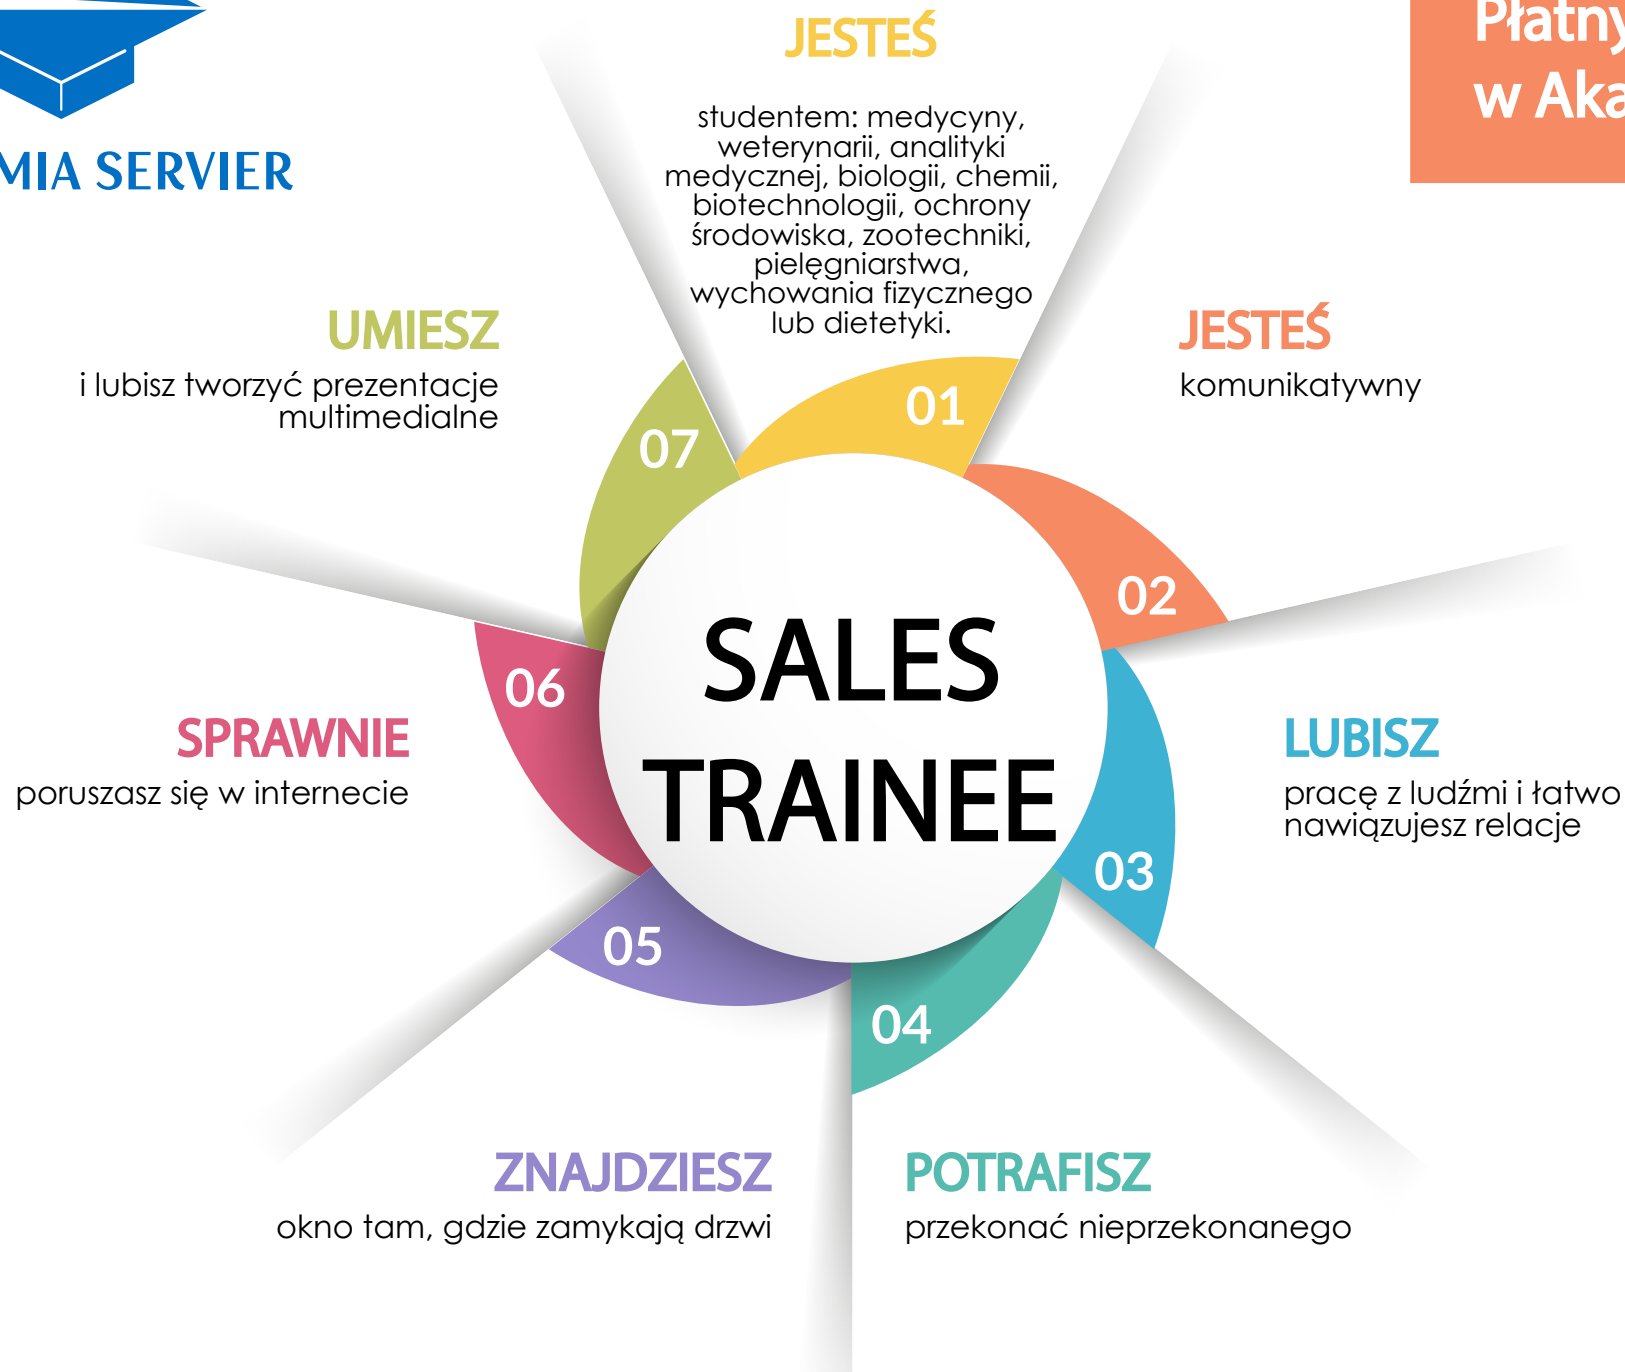 MIA SERVIER
Płatny
w Aka
JESTEŚ
studentem: medycyny,
weterynarii, analityki
medycznej, biologii, chemii,
biotechnologii, ochrony
środowiska, zootechniki,
pielęgniarstwa,
wychowania fizycznego
lub dietetyki.
01
JESTEŚ
komunikatywny
02
LUBISZ
pracę z ludźmi i łatwo
nawiązujesz relacje
03
POTRAFISZ
przekonać nieprzekonanego
04
ZNAJDZIESZ
okno tam, gdzie zamykają drzwi
05
SPRAWNIE
poruszasz się w internecie
06
UMIESZ
i lubisz tworzyć prezentacje
multimedialne
07
SALES
TRAINEE